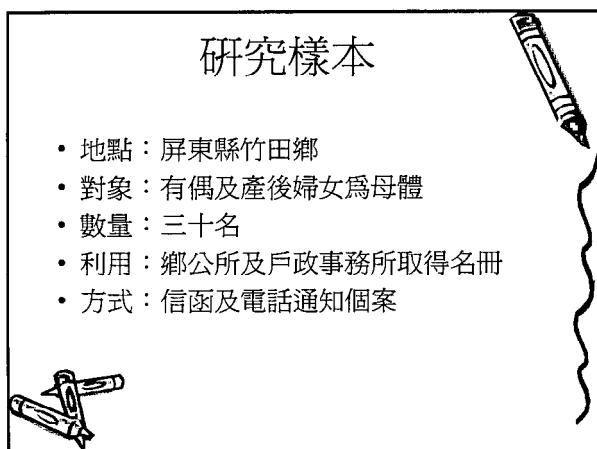 研究樣本
• 地點：屏東縣竹田鄉
• 對象：有偶及產後婦女為母體
• 數量：三十名
• 利用：鄉公所及戶政事務所取得名冊
• 方式：信函及電話通知個案